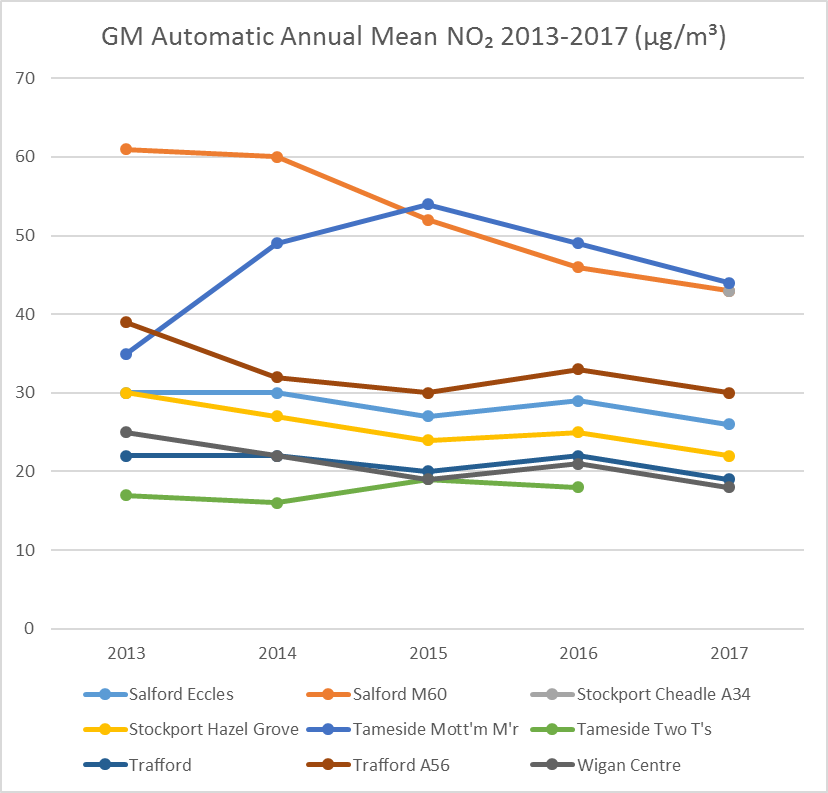 GM Automatic Annual Mean NO₂ 2013-2017 (µg/m³)
70
60
50
40
30
20
10
0
2013 2014 2015 2016 2017
Salford Eccles Salford M60 Stockport Cheadle A34
Stockport Hazel Grove Tameside Mott'm M'r Tameside Two T's
Trafford Trafford A56 Wigan Centre